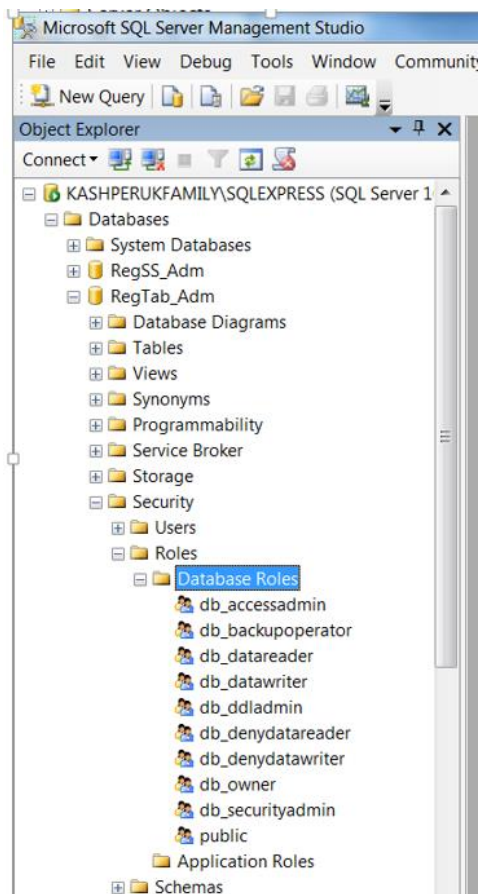 Microsoft SQL Server Management Studio
File Edit View Debug Tools Window Community
New Query
Object Explorer
Connect
KASHPERUKFAMILY\SQLEXPRESS (SQL Server 1
Databases
System Databases
RegSS_Adm
RegTab_Adm
Database Diagrams
Tables
Views
Synonyms
Programmability
Service Broker
Storage
Security
Users
Roles
Database Roles
db_accessadmin
db_backupoperator
db_datareader
db_datawriter
db_ddladmin
db_denydatareader
db_denydatawriter
db_owner
db_securityadmin
public
Application Roles
Schemas